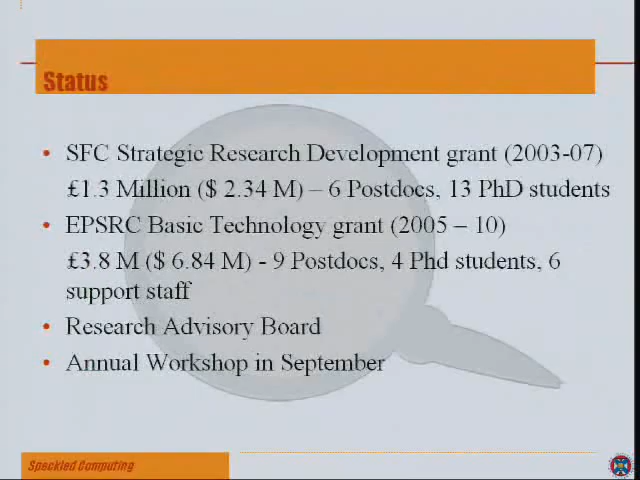 Status
• SFC Strategic Research Development grant (2003-07)
£1.3 Million ($ 2.34 M) – 6 Postdocs, 13 PhD students
• EPSRC Basic Technology grant (2005 – 10)
£3.8 M ($ 6.84 M) - 9 Postdocs, 4 Phd students, 6
support staff
• Research Advisory Board
• Annual Workshop in September
Speckled Computing